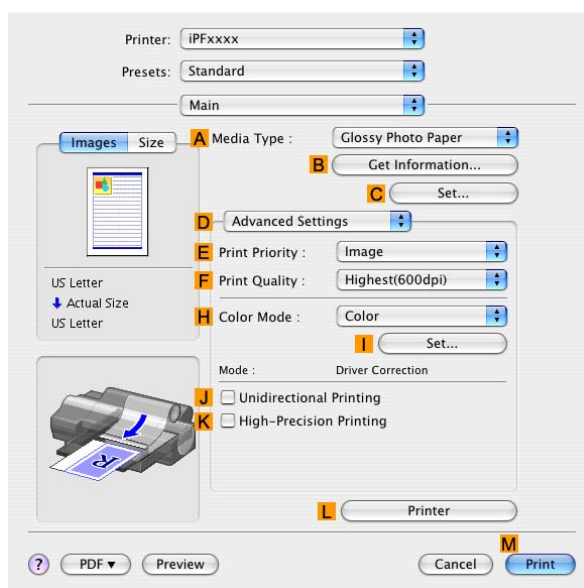 Printer: iPFxxxx
Presets: Standard
Main
Images Size
A Media Type : Glossy Photo Paper
B Get Information...
C Set...
D Advanced Settings
E Print Priority : Image
F Print Quality : Highest(600dpi)
US Letter
Actual Size
US Letter
H Color Mode : Color
I Set...
Mode : Driver Correction
J Unidirectional Printing
K High-Precision Printing
R
L Printer
M
? PDF▼ Preview Cancel Print